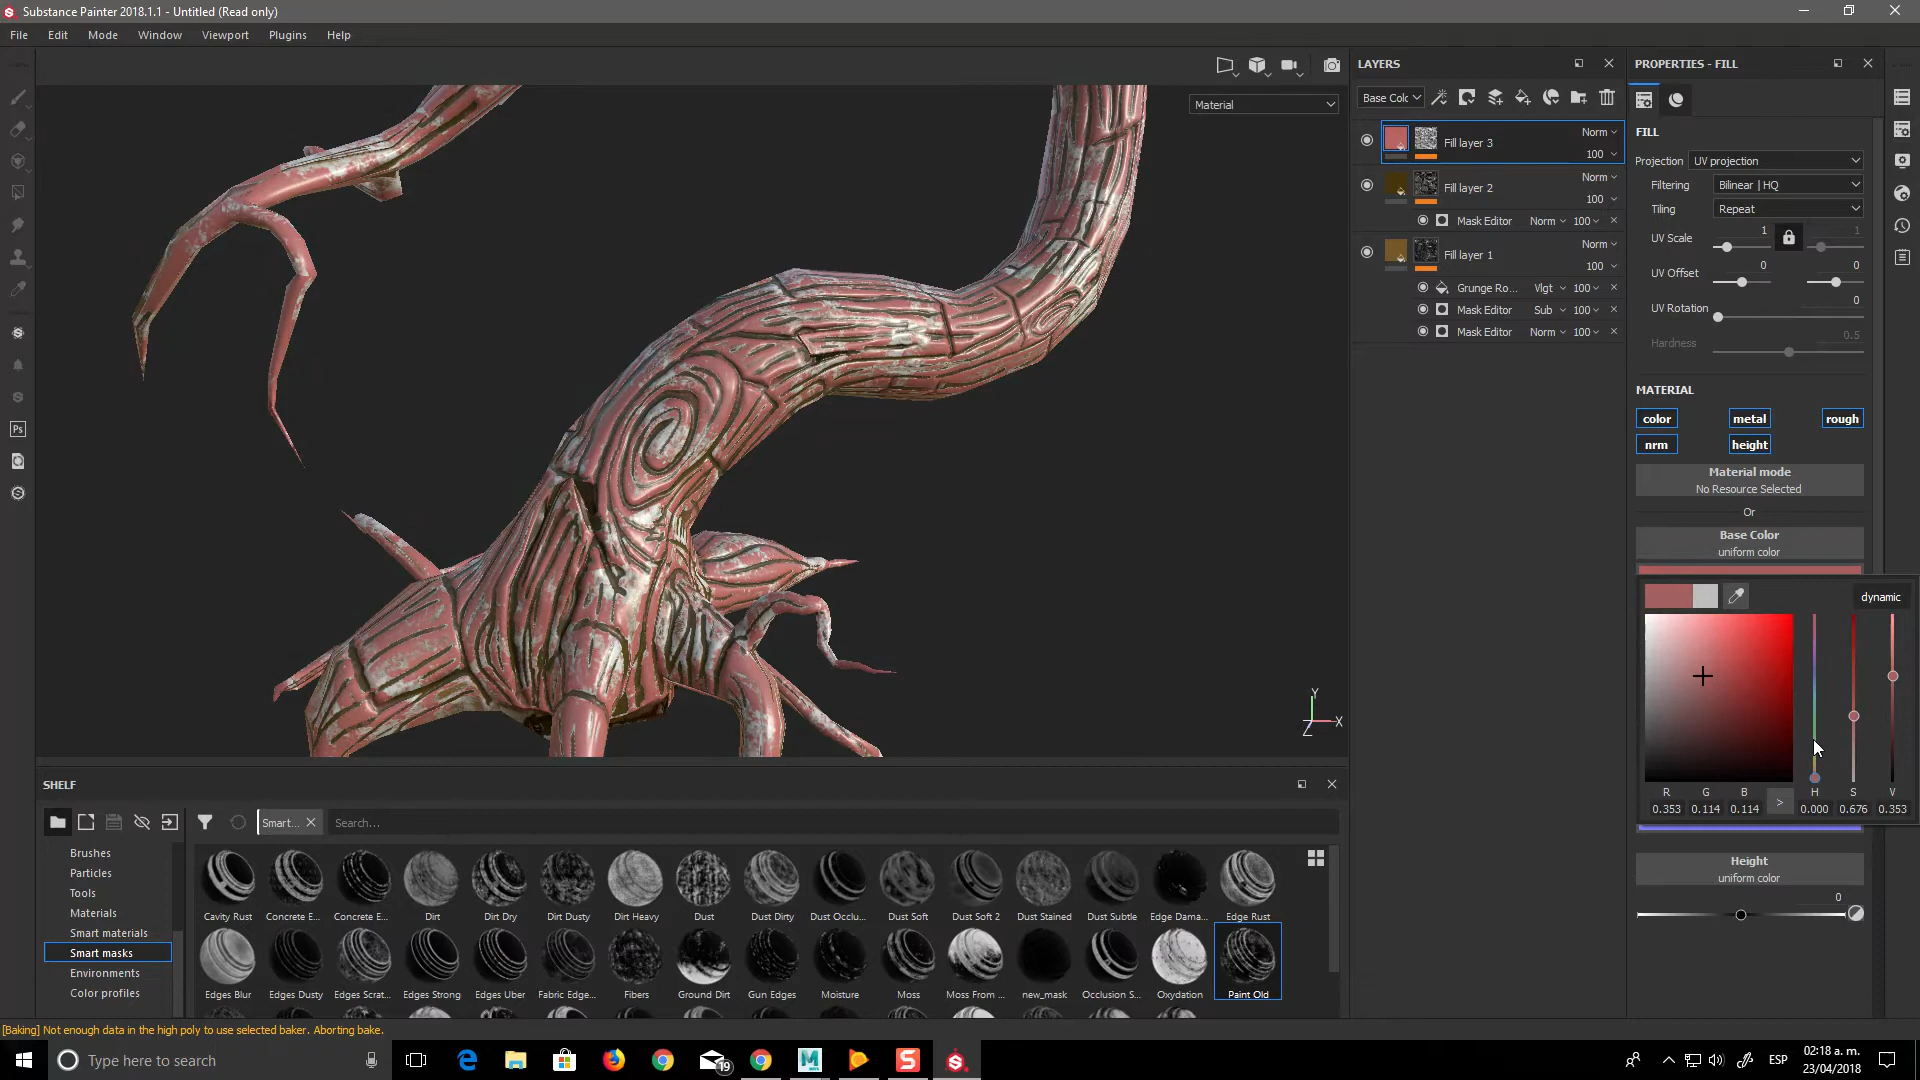 Substance Painter 2018.1.1 - Untitled (Read only)
File Edit Mode Window Viewport Plugins Help
Material
X
Y
Z
LAYERS
Base Colc
Fill layer 3 Norm
100
Fill layer 2 Norm
100
Mask Editor Norm 100
Fill layer 1 Norm
100
Grunge Ro... Vlgt 100
Mask Editor Sub 100
Mask Editor Norm 100
PROPERTIES - FILL
FILL
Projection UV projection
Filtering Bilinear | HQ
Tiling Repeat
UV Scale 1 1
UV Offset 0 0
UV Rotation 0
Hardness 0.5
MATERIAL
color metal rough
nrm height
Material mode
No Resource Selected
Or
Base Color
uniform color
dynamic
R G B > H S V
0.353 0.114 0.114 0.000 0.676 0.353
Height
uniform color
0
SHELF
Smart... Search...
Brushes
Particles
Tools
Materials
Smart materials
Smart masks
Environments
Color profiles
Cavity Rust Concrete E... Concrete E... Dirt Dirt Dry Dirt Dusty Dirt Heavy Dust Dust Dirty Dust Occlu... Dust Soft Dust Soft 2 Dust Stained Dust Subtle Edge Dama... Edge Rust
Edges Blur Edges Dusty Edges Scrat... Edges Strong Edges Uber Fabric Edge... Fibers Ground Dirt Gun Edges Moisture Moss Moss From ... new_mask Occlusion S... Oxydation Paint Old
[Baking] Not enough data in the high poly to use selected baker. Aborting bake.
Type here to search
19
ESP
02:18 a. m.
23/04/2018
Ps